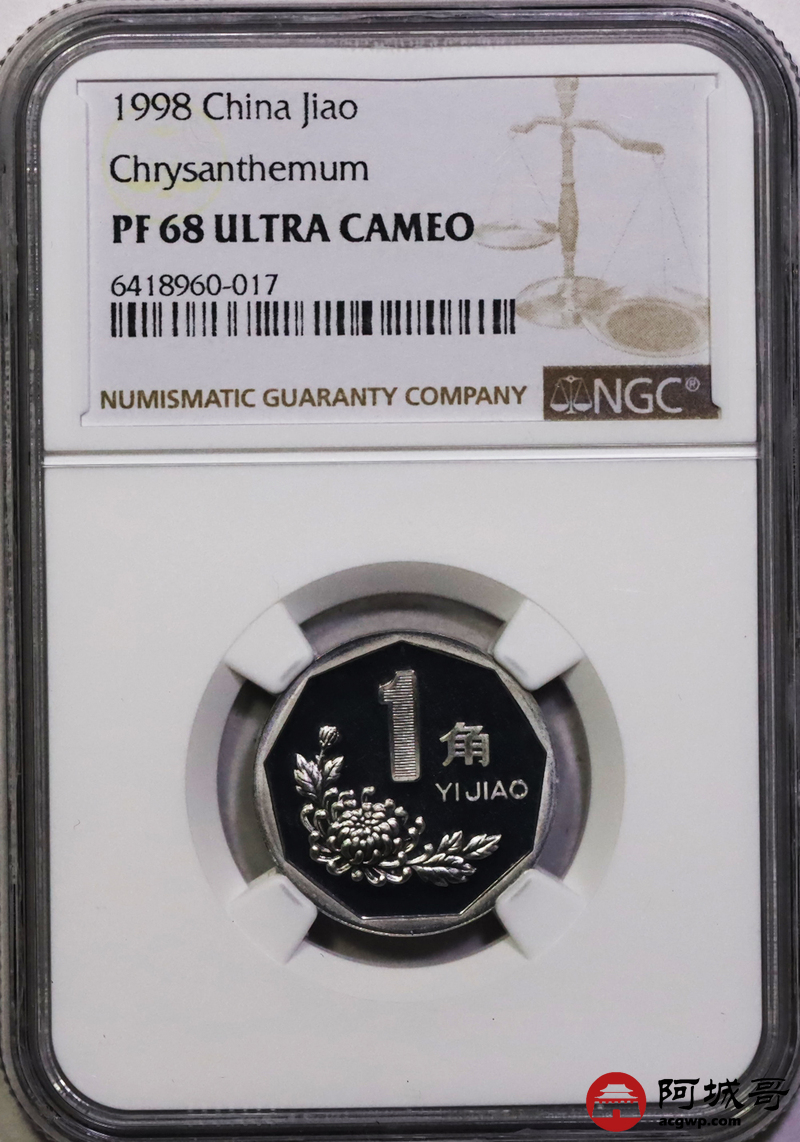 1998 China Jiao
Chrysanthemum
PF 68 ULTRA CAMEO
6418960-017
NUMISMATIC GUARANTY COMPANY
NGC®
1角
YI JIAO
阿城哥
acgwp.com